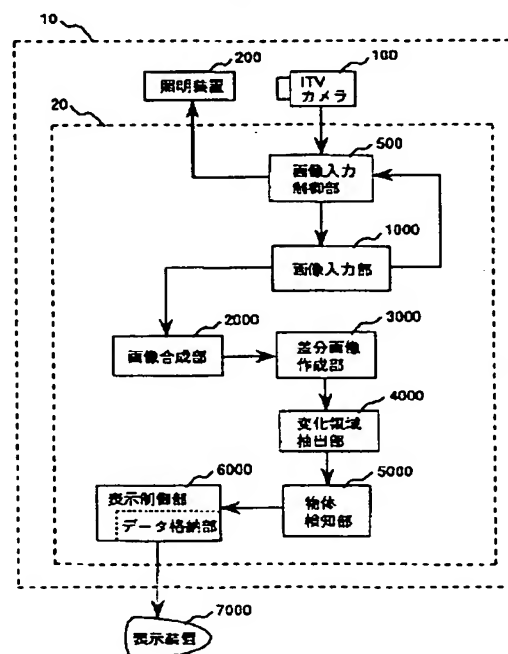 10
200
照明装置
100
ITV
カメラ
20
500
画像入力
制御部
1000
画像入力部
2000
画像合成部
3000
差分画像
作成部
4000
変化領域
抽出部
6000
表示制御部
データ格納部
5000
物体
検知部
7000
表示装置